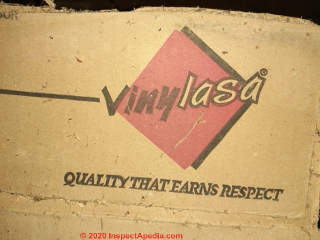 Vinylasa®
QUALITY THAT EARNS RESPECT
© 2020 InspectApedia.com